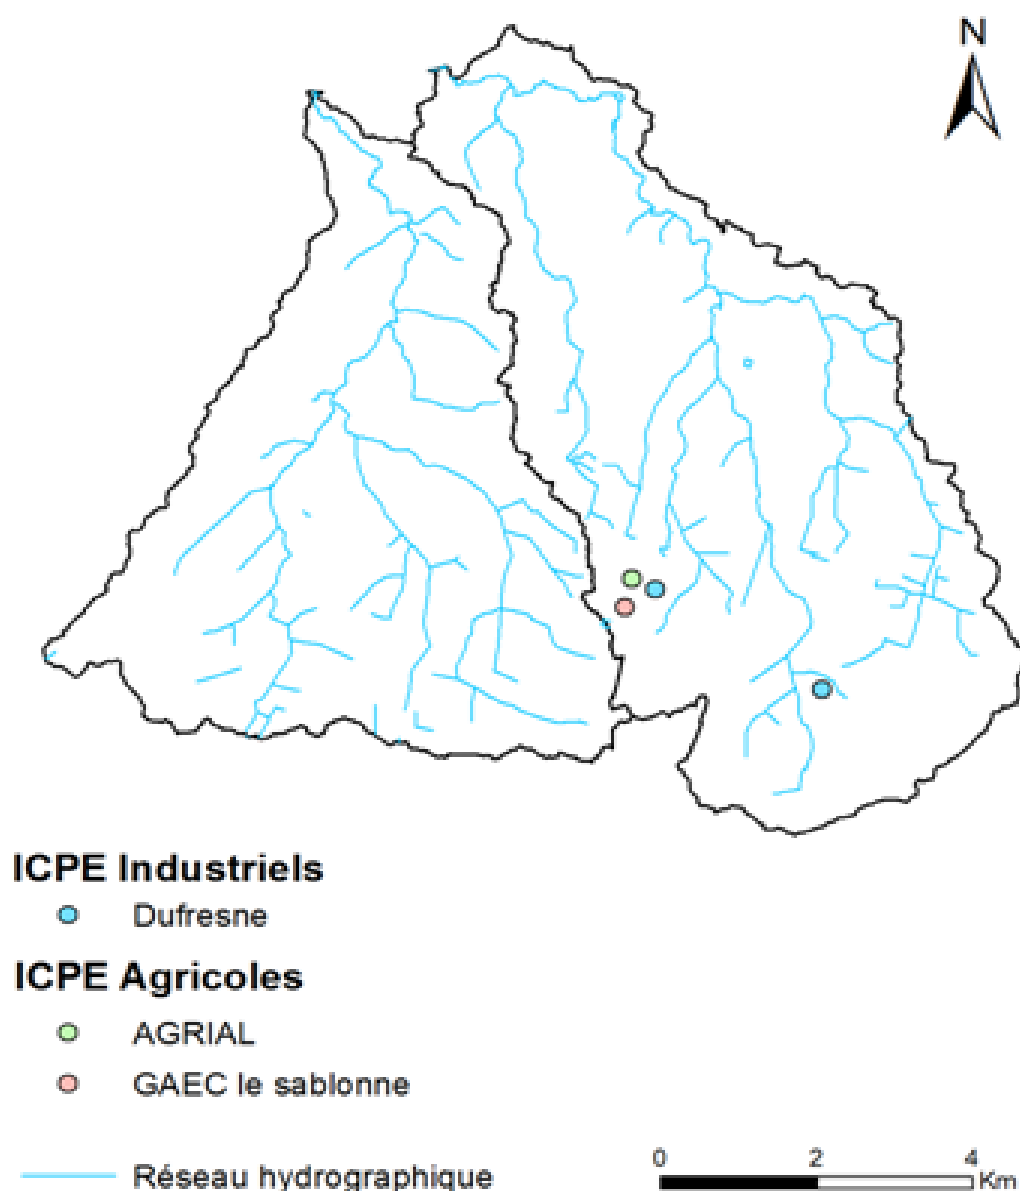 N
ICPE Industriels
Dufresne
ICPE Agricoles
AGRIAL
GAEC le sablonne
Réseau hydrographique
0 2 4
Km